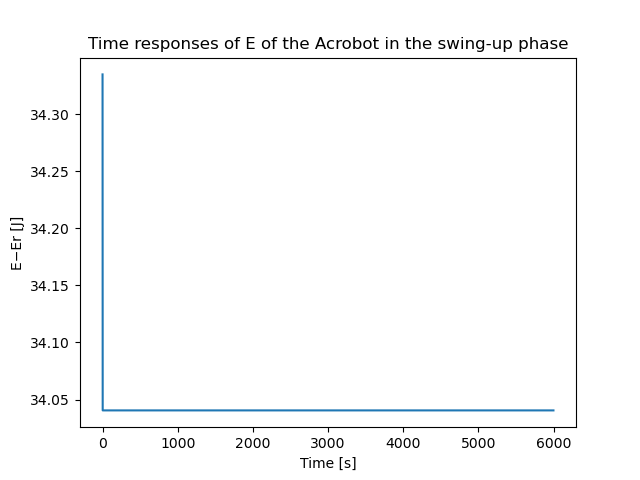 Time responses of E of the Acrobot in the swing-up phase
34.30
34.25
34.20
34.15
34.10
34.05
E−Er [J]
0 1000 2000 3000 4000 5000 6000
Time [s]